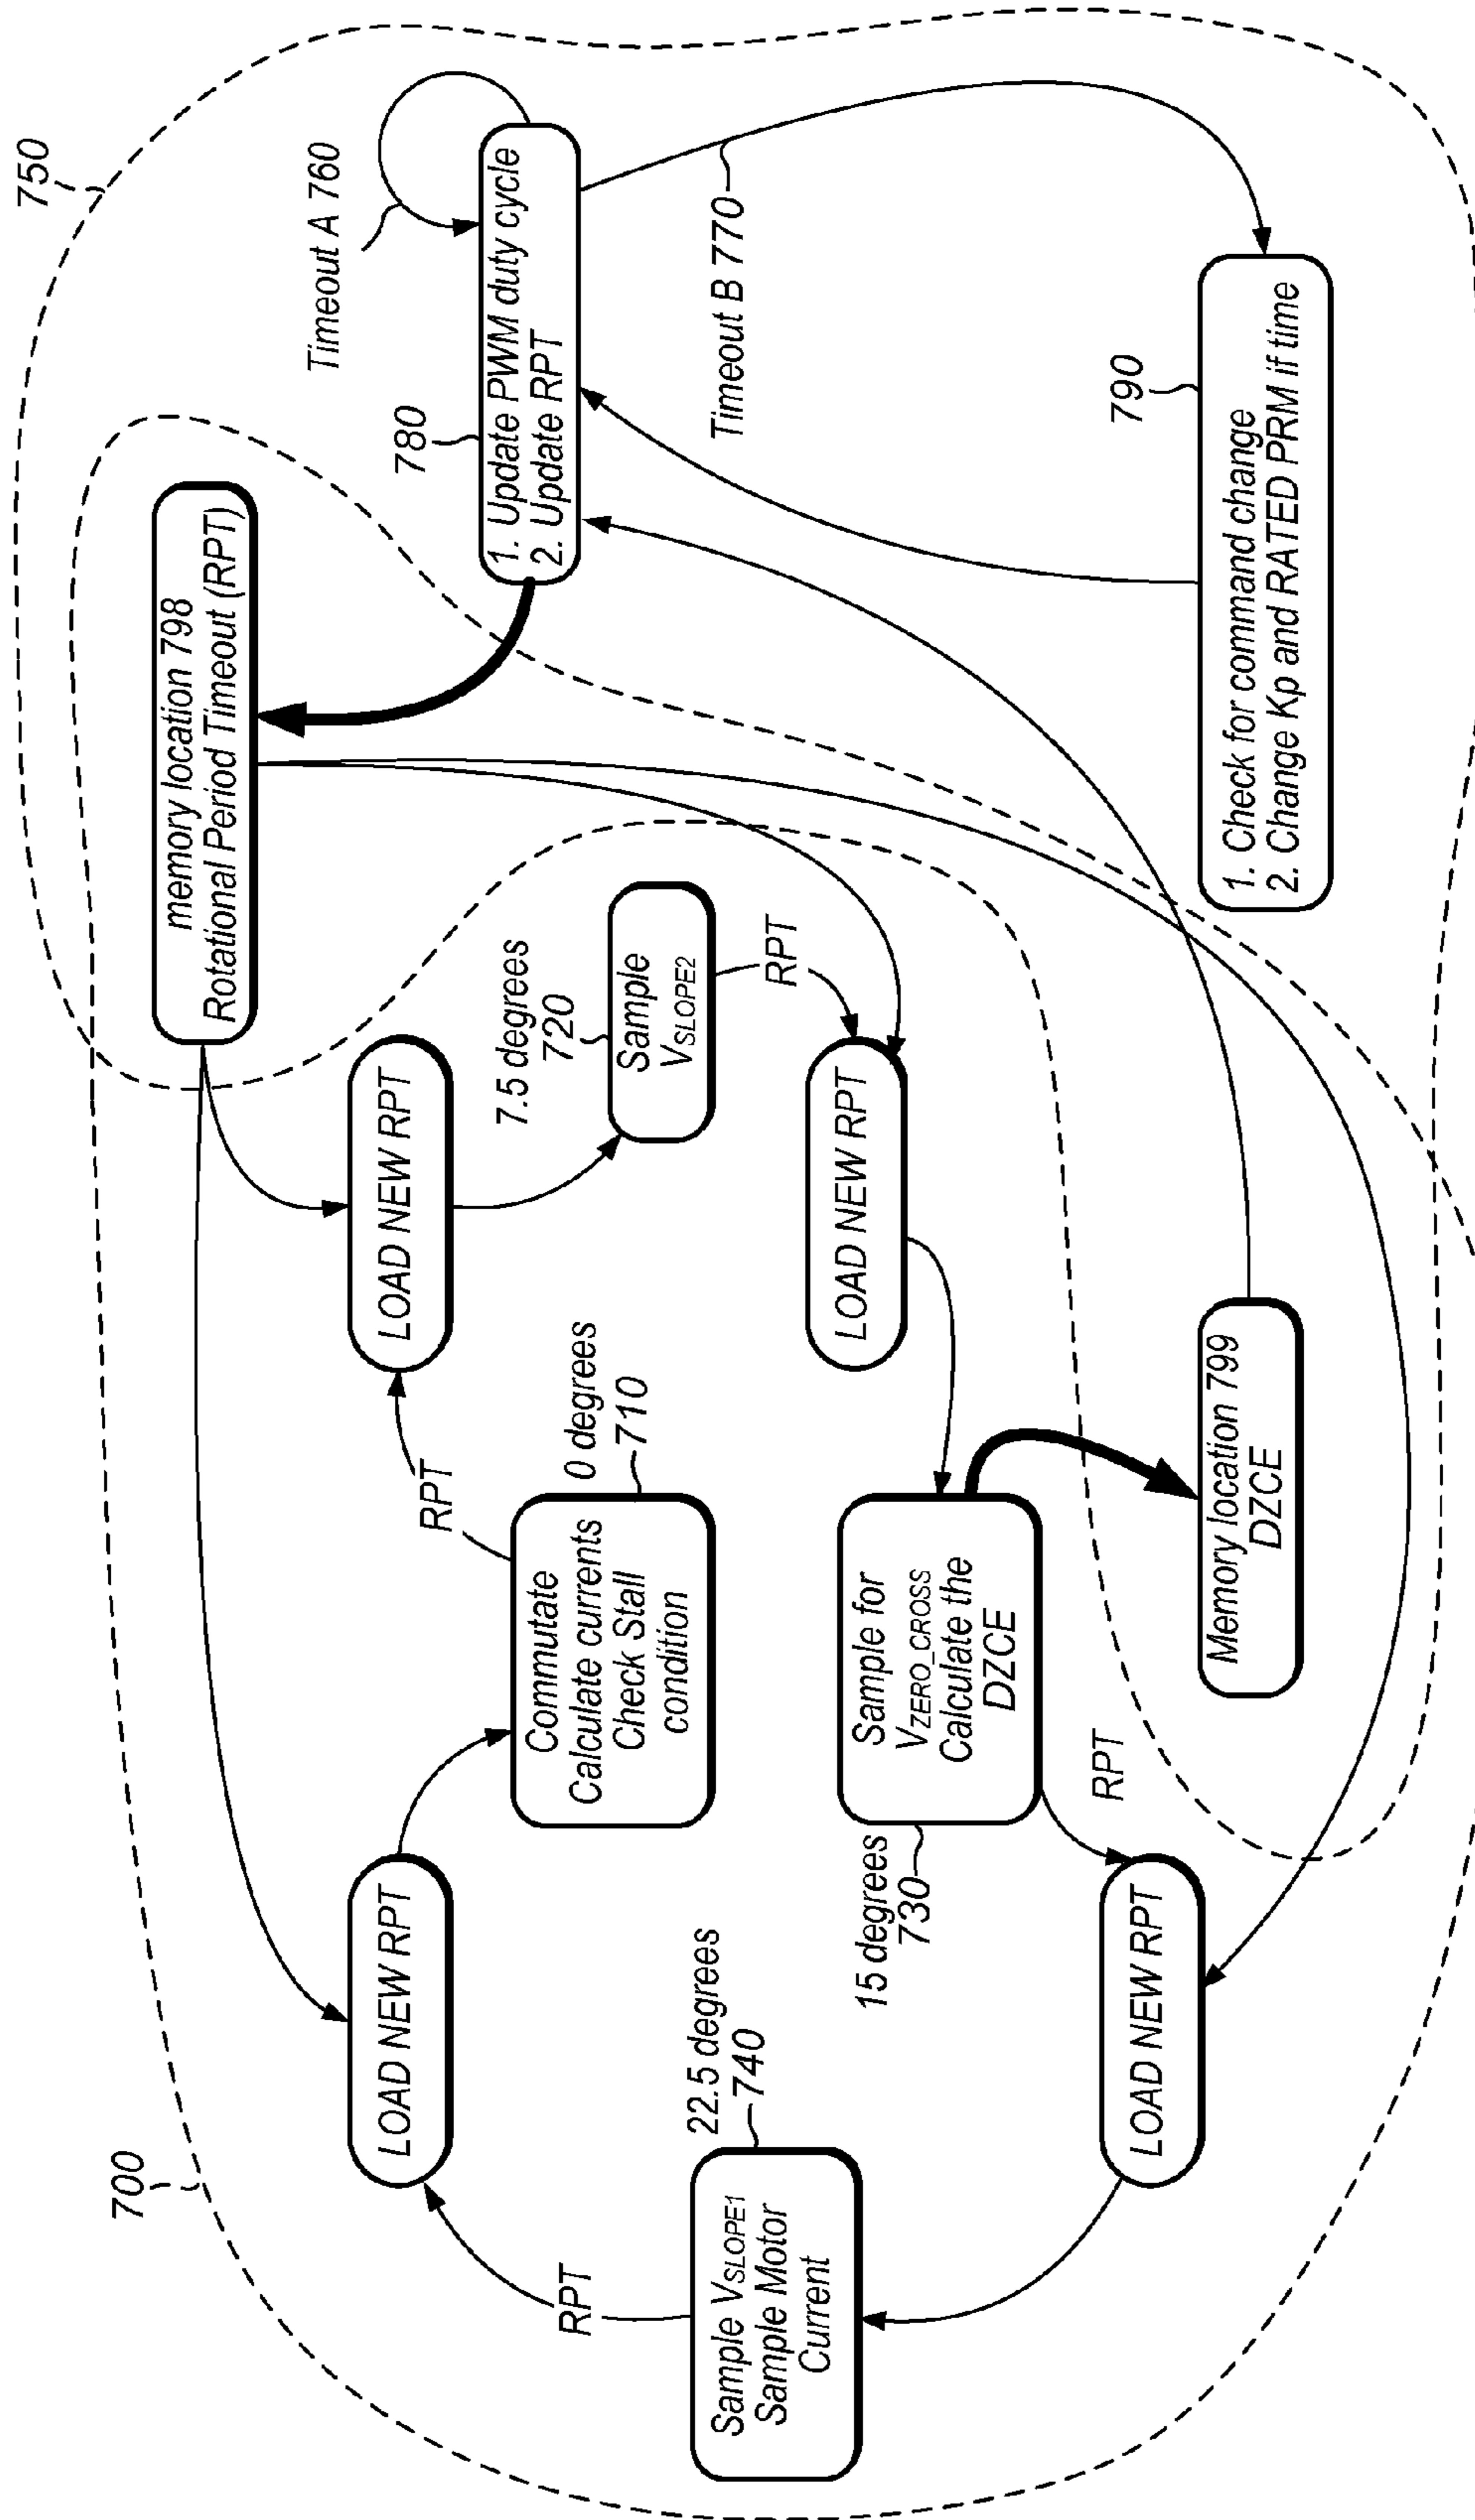 700
750
memory location 798
Rotational Period Timeout (RPT)
Timeout A 760
LOAD NEW RPT
LOAD NEW RPT
780
1. Update PWM duty cycle
2. Update RPT
RPT
7.5 degrees
720
Sample
VSLOPE2
0 degrees
710
Commutate
Calculate currents
Check Stall
condition
RPT
22.5 degrees
740
Sample VSLOPE1
Sample Motor
Current
Timeout B 770
RPT
LOAD NEW RPT
15 degrees
730
Sample for
VZERO_CROSS
Calculate the
DZCE
RPT
LOAD NEW RPT
Memory location 799
DZCE
790
1. Check for command change
2. Change Kp and RATED PRM if time